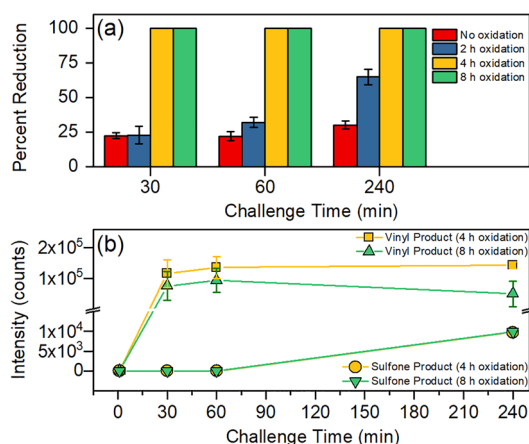 (a)
No oxidation
2 h oxidation
4 h oxidation
8 h oxidation
Percent Reduction
100
75
50
25
0
30 60 240
Challenge Time (min)
(b)
Vinyl Product (4 h oxidation)
Vinyl Product (8 h oxidation)
Intensity (counts)
2x10⁵
1x10⁵
1x10⁴
5x10³
0
Sulfone Product (4 h oxidation)
Sulfone Product (8 h oxidation)
0 30 60 90 120 150 180 210 240
Challenge Time (min)